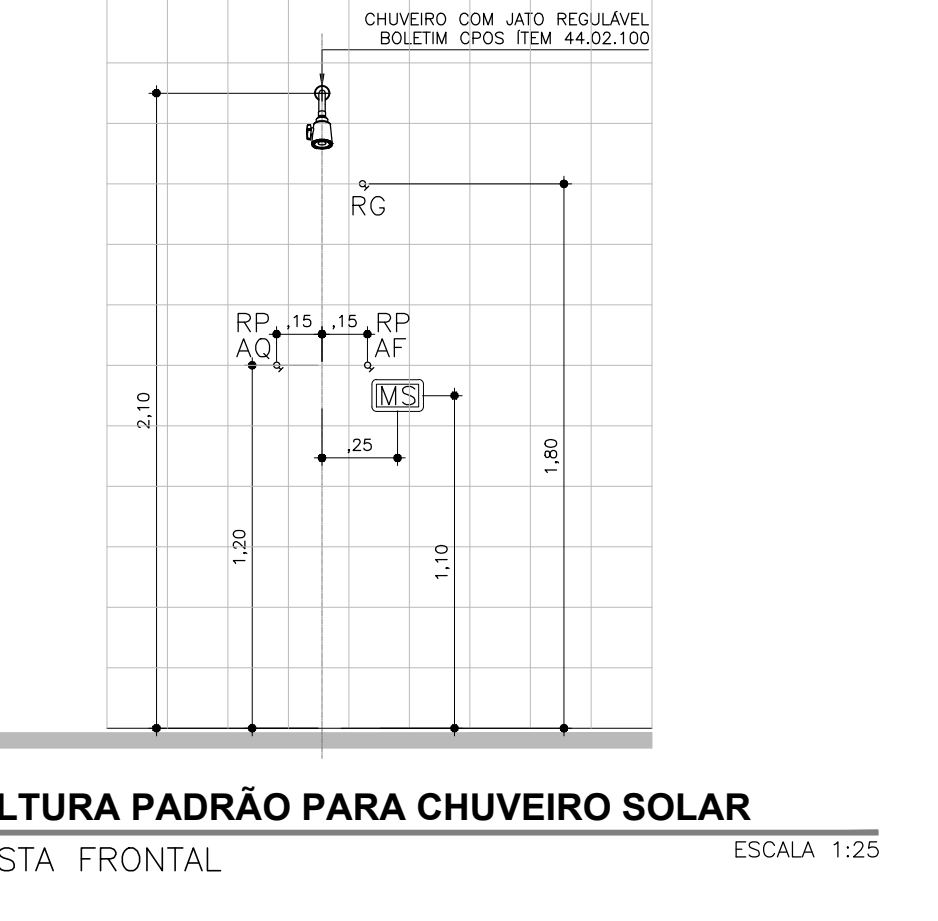 CHUVEIRO COM JATO REGULÁVEL
BOLETIM CPOS ÍTEM 44.02.100
RG
RP ,15 ,15 RP
AQ AF
MS
2,10
,25
1,80
1,20
1,10
LTURA PADRÃO PARA CHUVEIRO SOLAR
STA FRONTAL
ESCALA 1:25